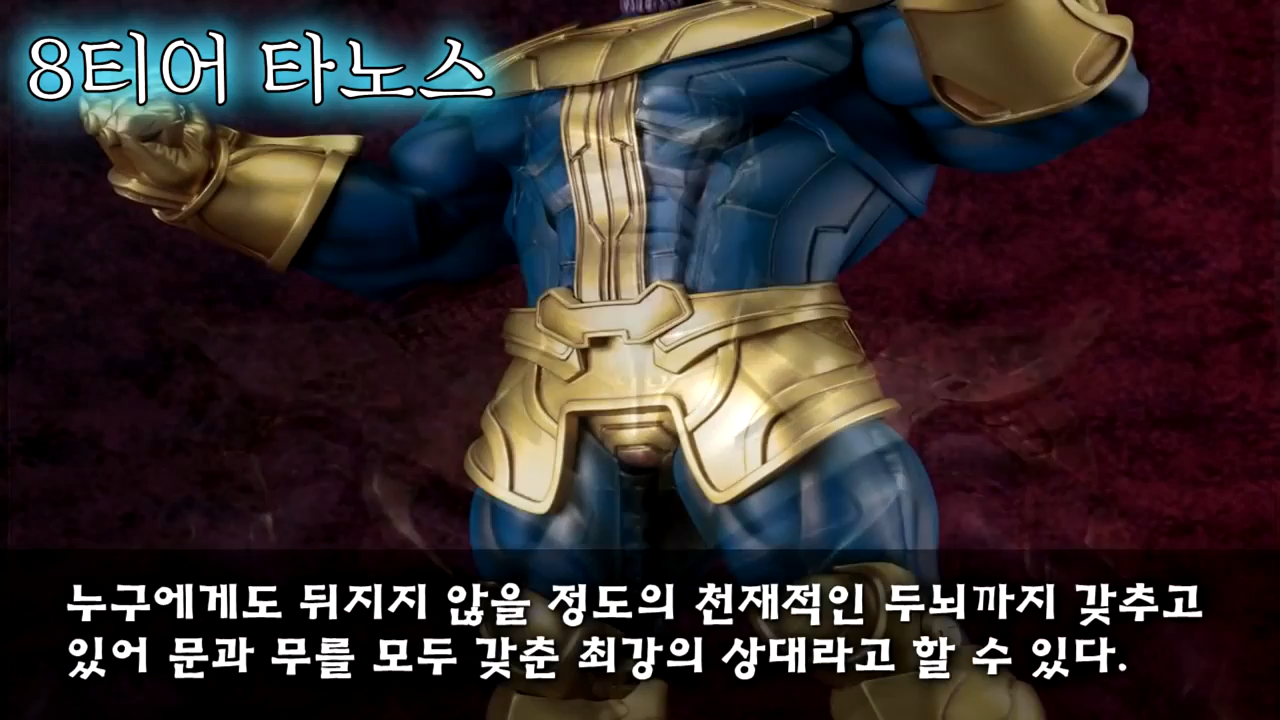 8티어 타노스
누구에게도 뒤지지 않을 정도의 천재적인 두뇌까지 갖추고
있어 문과 무를 모두 갖춘 최강의 상대라고 할 수 있다.